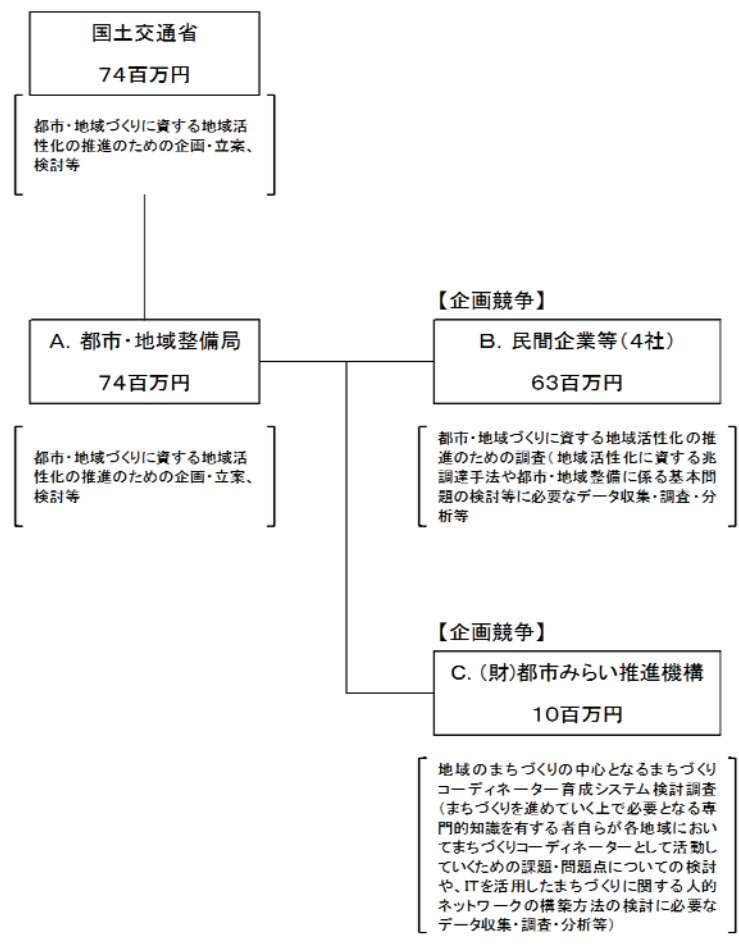 国土交通省
74百万円
都市・地域づくりに資する地域活
性化の推進のための企画・立案、
検討等
A. 都市・地域整備局
74百万円
都市・地域づくりに資する地域活
性化の推進のための企画・立案、
検討等
【企画競争】
B. 民間企業等(4社)
63百万円
都市・地域づくりに資する地域活性化の推
進のための調査(地域活性化に資する兆
調達手法や都市・地域整備に係る基本問
題の検討等に必要なデータ収集・調査・分
析等
【企画競争】
C. (財)都市みらい推進機構
10百万円
地域のまちづくりの中心となるまちづくり
コーディネーター育成システム検討調査
(まちづくりを進めていく上で必要となる専
門的知識を有する者自らが各地域におい
てまちづくりコーディネーターとして活動し
ていくための課題・問題点についての検討
や、ITを活用したまちづくりに関する人的
ネットワークの構築方法の検討に必要な
データ収集・調査・分析等)